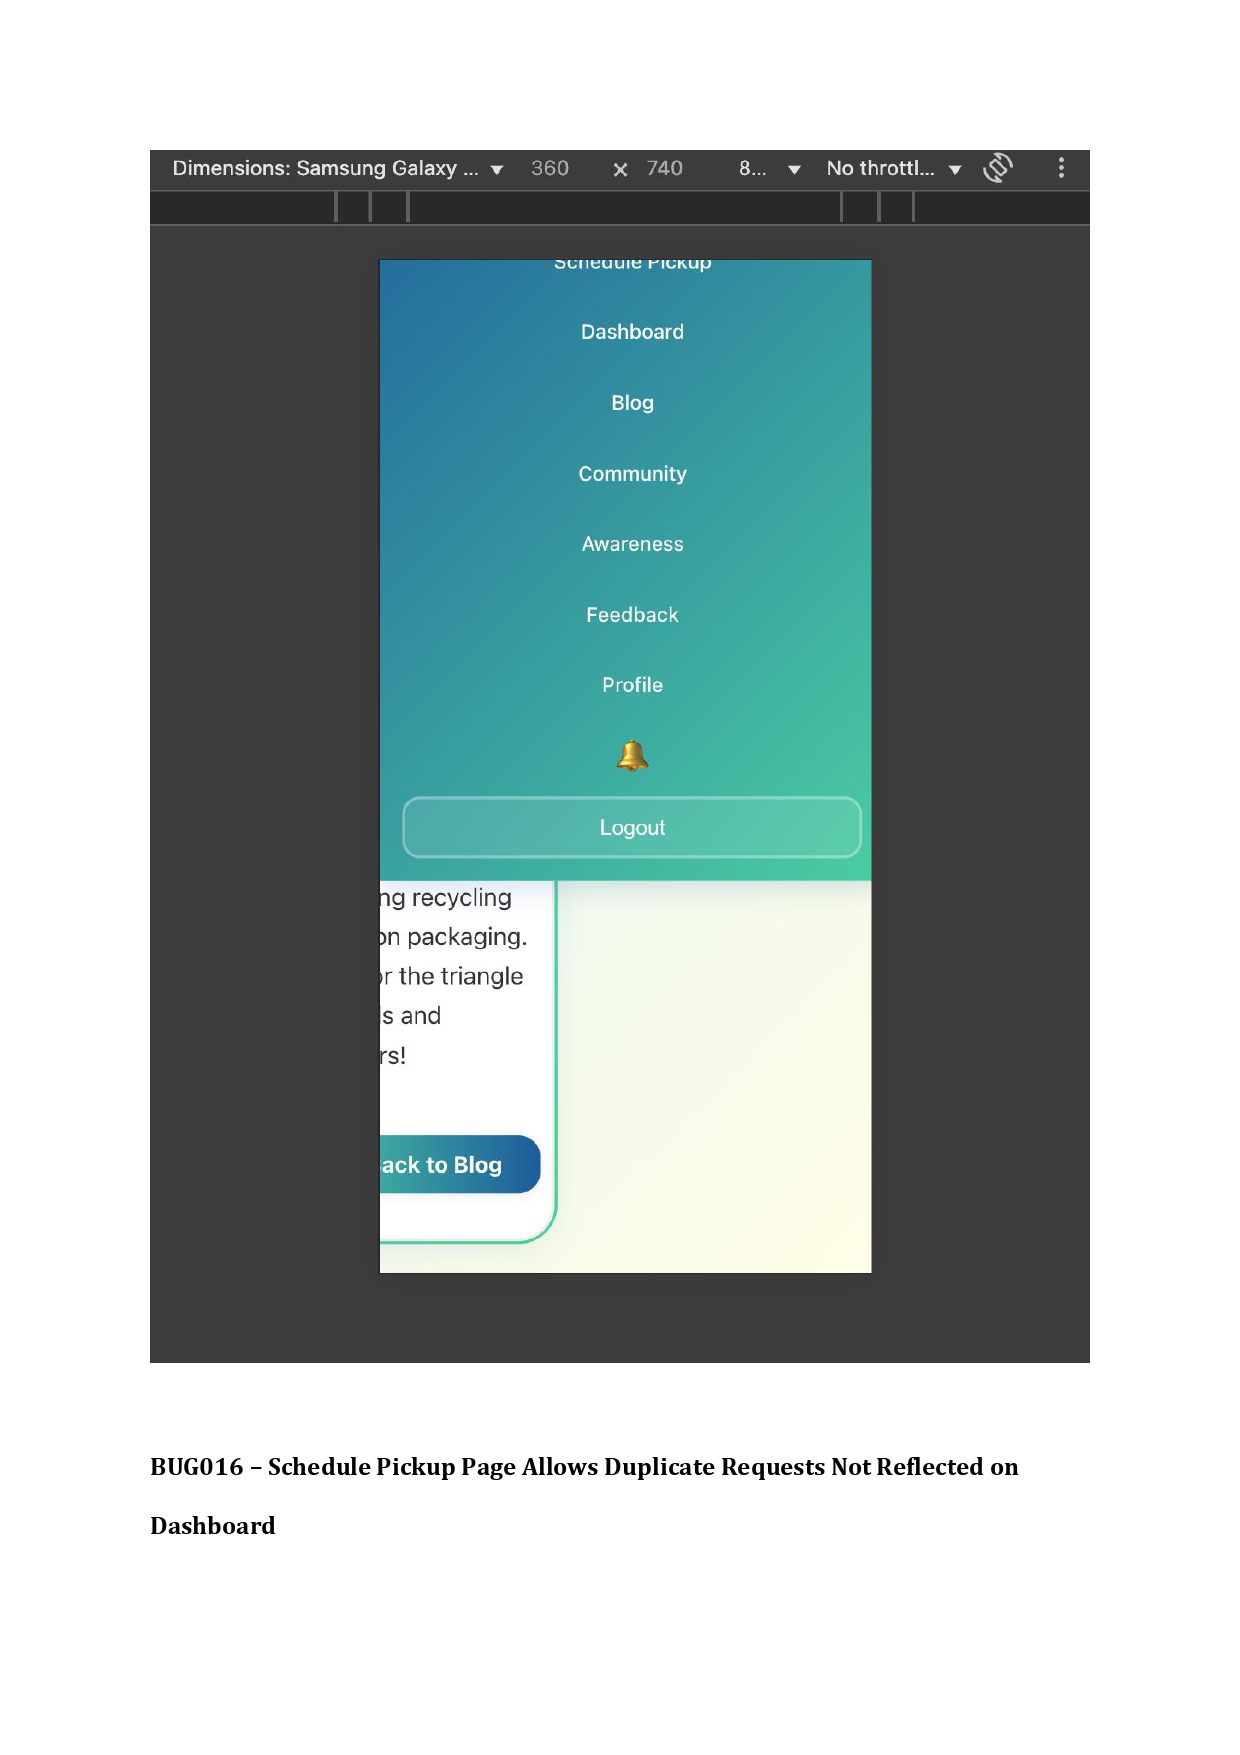 Dimensions: Samsung Galaxy ... 360 × 740 8... No throttl...
Schedule Pickup
Dashboard
Blog
Community
Awareness
Feedback
Profile
Logout
ng recycling
on packaging.
or the triangle
ls and
rs!
ack to Blog
BUG016 – Schedule Pickup Page Allows Duplicate Requests Not Reflected on
Dashboard